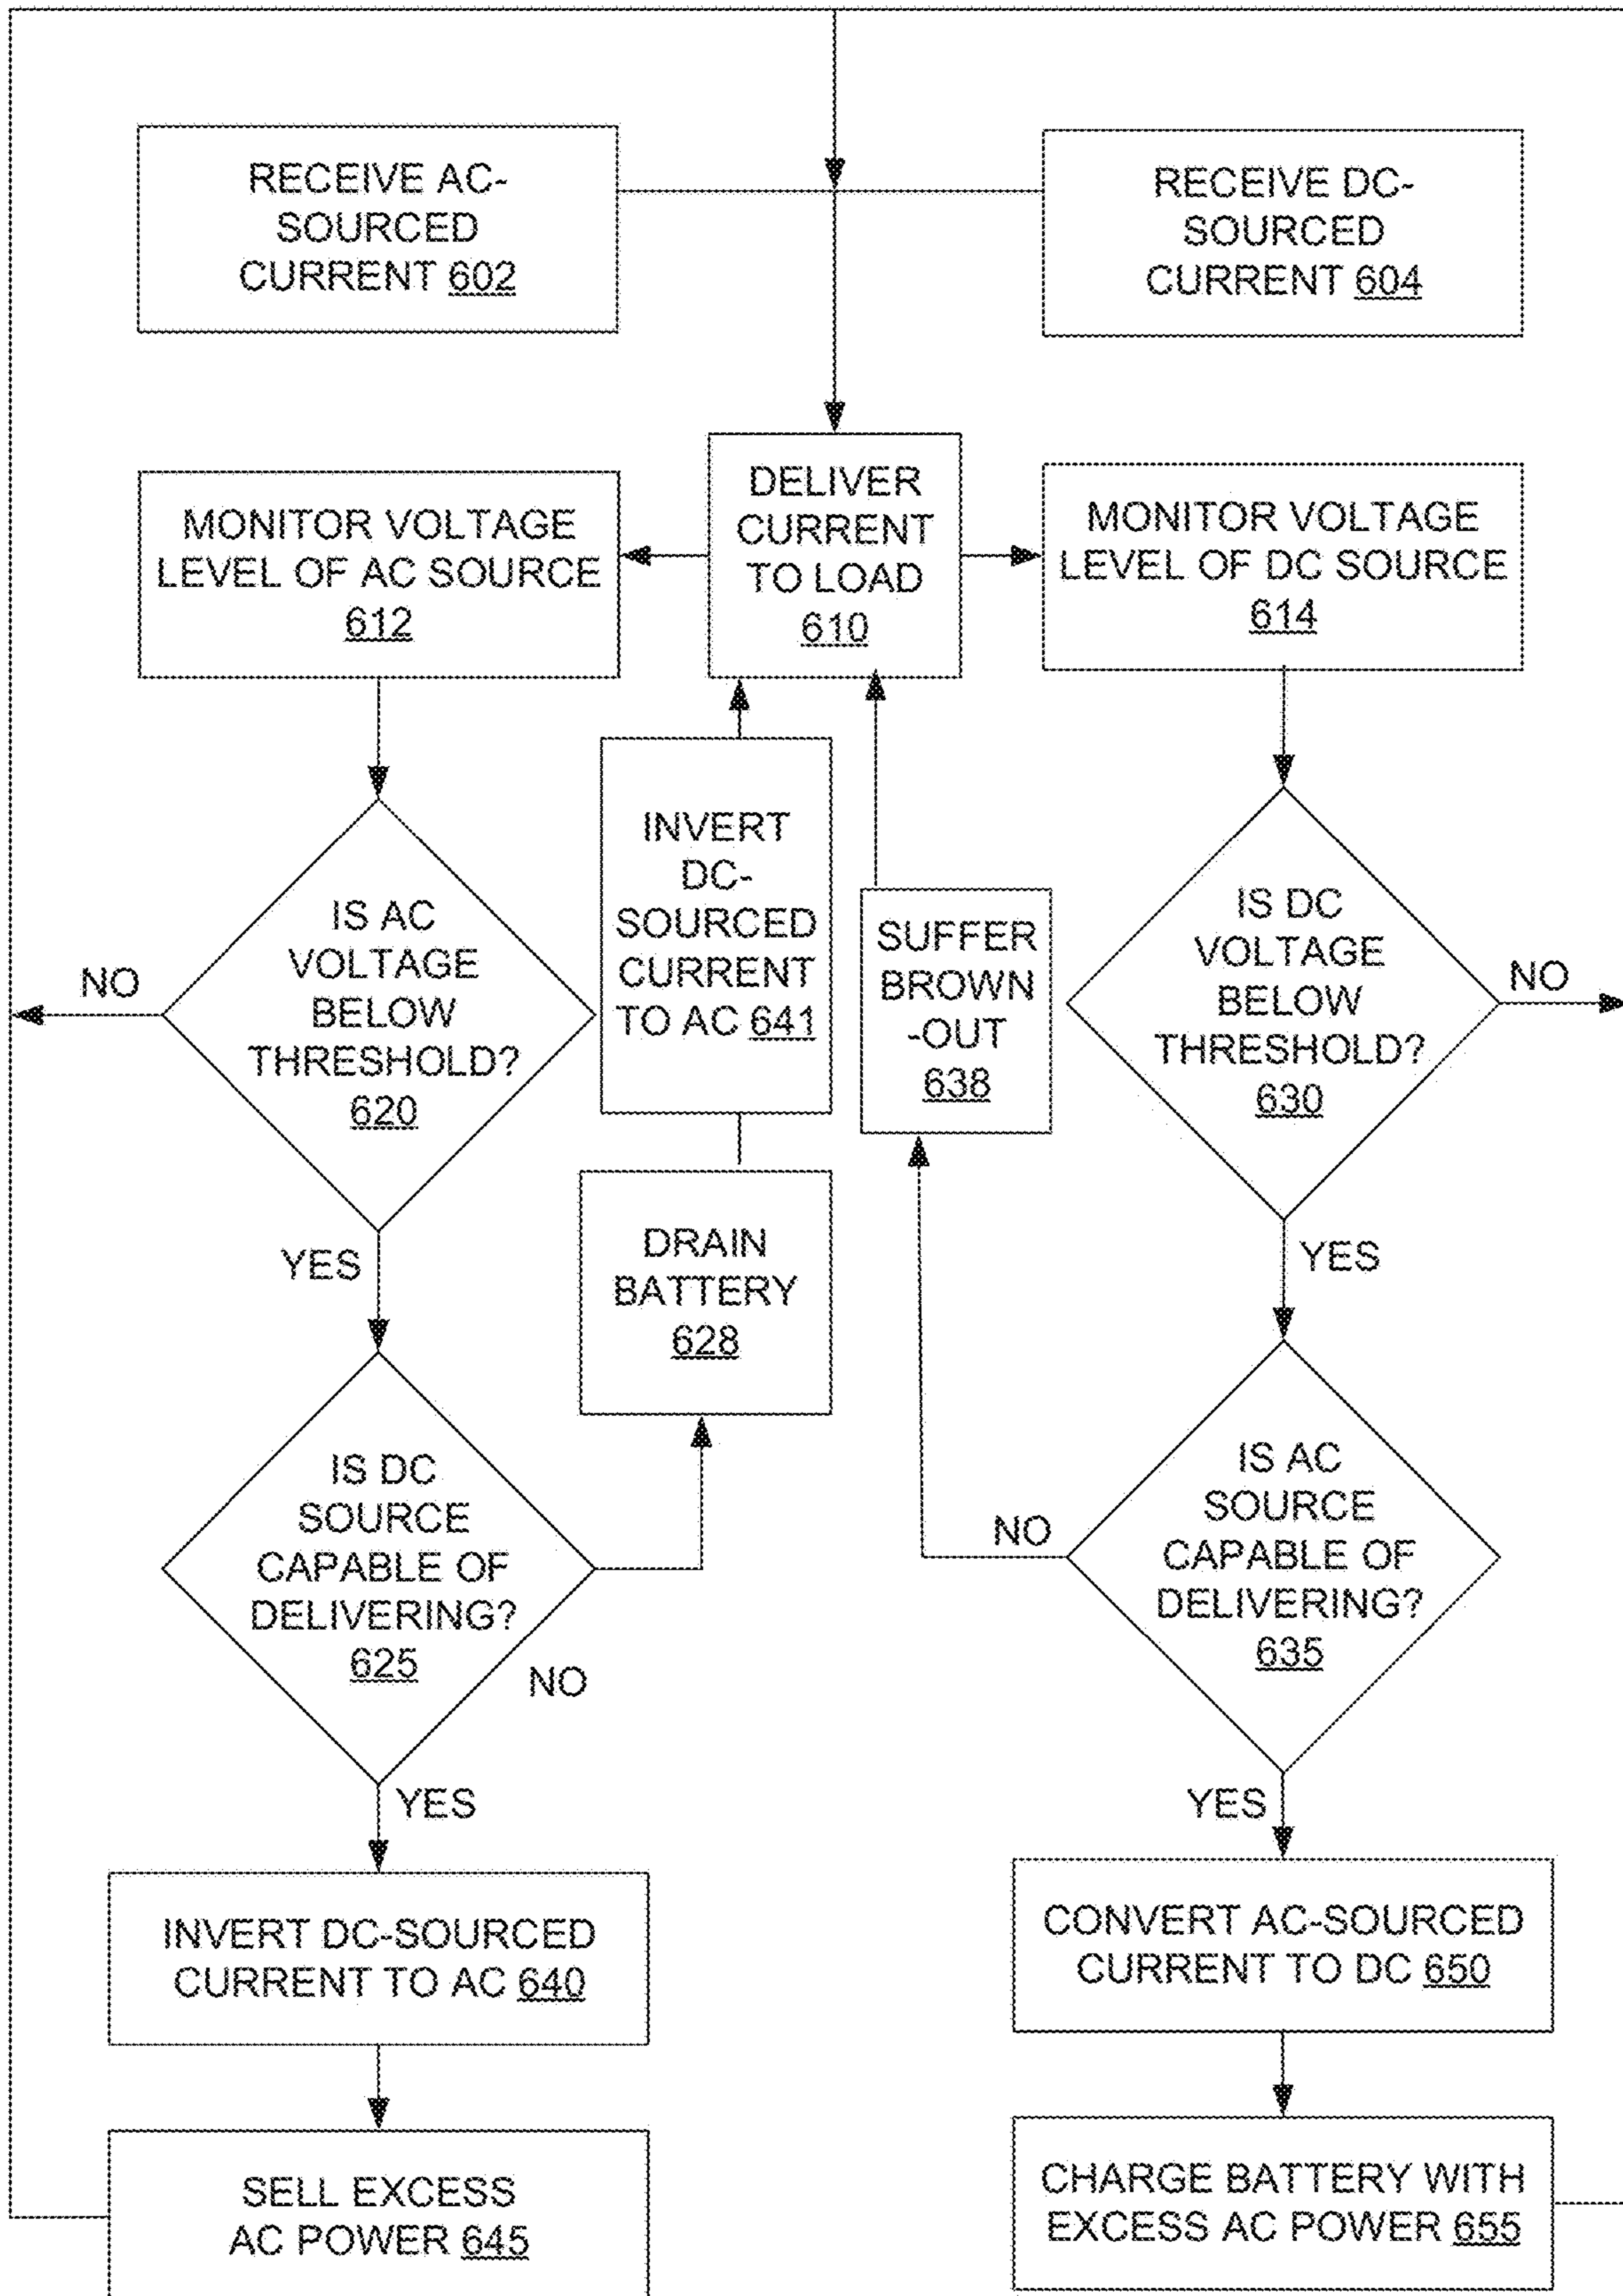 RECEIVE AC-
SOURCED
CURRENT 602
RECEIVE DC-
SOURCED
CURRENT 604
MONITOR VOLTAGE
LEVEL OF AC SOURCE
612
DELIVER
CURRENT
TO LOAD
610
MONITOR VOLTAGE
LEVEL OF DC SOURCE
614
IS AC
VOLTAGE
BELOW
THRESHOLD?
620
NO
INVERT
DC-
SOURCED
CURRENT
TO AC 641
SUFFER
BROWN
-OUT
638
IS DC
VOLTAGE
BELOW
THRESHOLD?
630
NO
YES
DRAIN
BATTERY
628
YES
IS DC
SOURCE
CAPABLE OF
DELIVERING?
625
NO
NO
IS AC
SOURCE
CAPABLE OF
DELIVERING?
635
YES
YES
INVERT DC-SOURCED
CURRENT TO AC 640
CONVERT AC-SOURCED
CURRENT TO DC 650
SELL EXCESS
AC POWER 645
CHARGE BATTERY WITH
EXCESS AC POWER 655